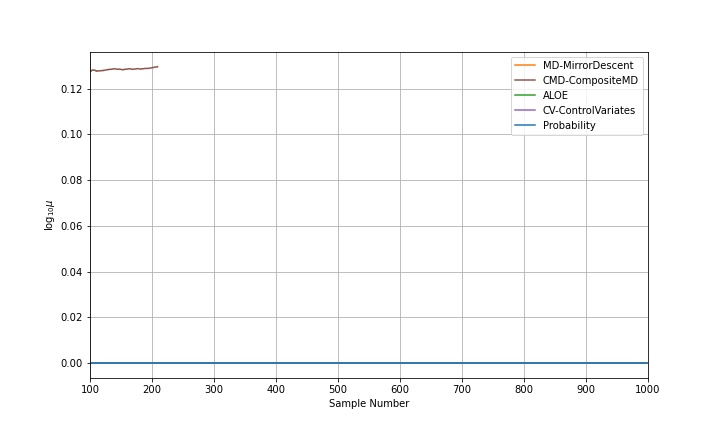 MD-MirrorDescent
CMD-CompositeMD
ALOE
CV-ControlVariates
Probability
0.12
0.10
0.08
0.06
0.04
0.02
0.00
log₁₀μ
100 200 300 400 500 600 700 800 900 1000
Sample Number